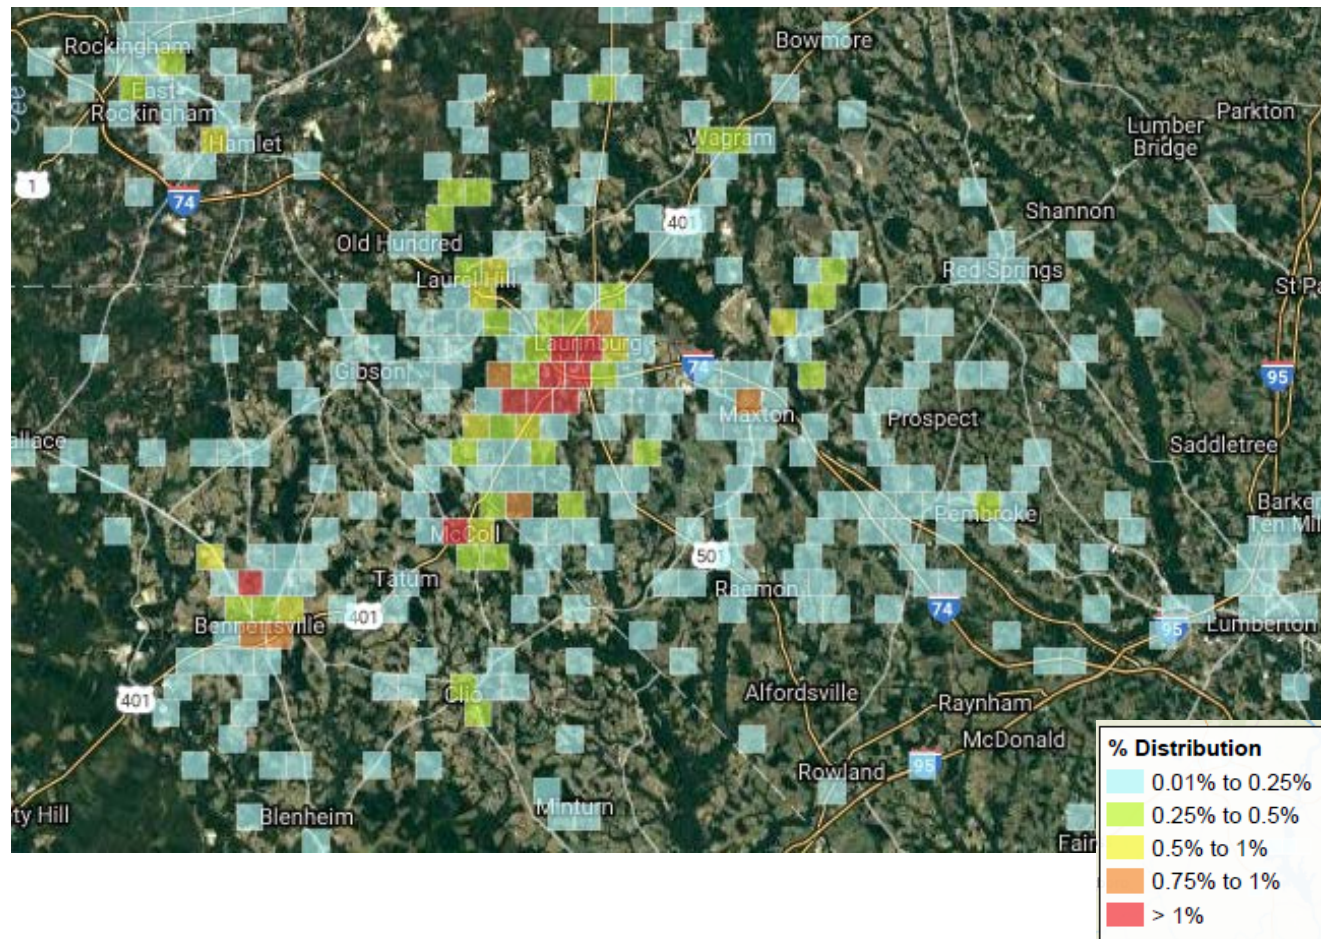 Rockingham
Bowmore
East
Rockingham
Parkton
Lumber
Bridge
Wagram
Hamlet
1
74
401
Shannon
Old Hundred
Red Springs
Laurel Hill
St Pa
Laurinburg
74
Gibson
95
Maxton
Prospect
allace
Saddletree
Barker
Ten Mil
Pembroke
McColl
501
Tatum
Raemon
74
401
Bennettsville
95
Lumberton
Clio
401
Alfordsville
Raynham
McDonald
95
Rowland
ty Hill
Blenheim
Minturn
Fair
% Distribution
0.01% to 0.25%
0.25% to 0.5%
0.5% to 1%
0.75% to 1%
> 1%